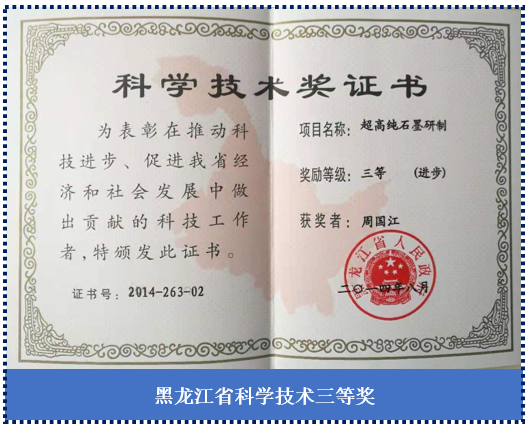 科学技术奖证书
为表彰在推动科
技进步、促进我省经
济和社会发展中做
出贡献的科技工作
者，特颁发此证书。
证书号：2014-263-02
项目名称：超高纯石墨研制
奖励等级：三等 (进步)
获奖者：周国江
黑龙江省人民政府
二〇一四年八月
黑龙江省科学技术三等奖